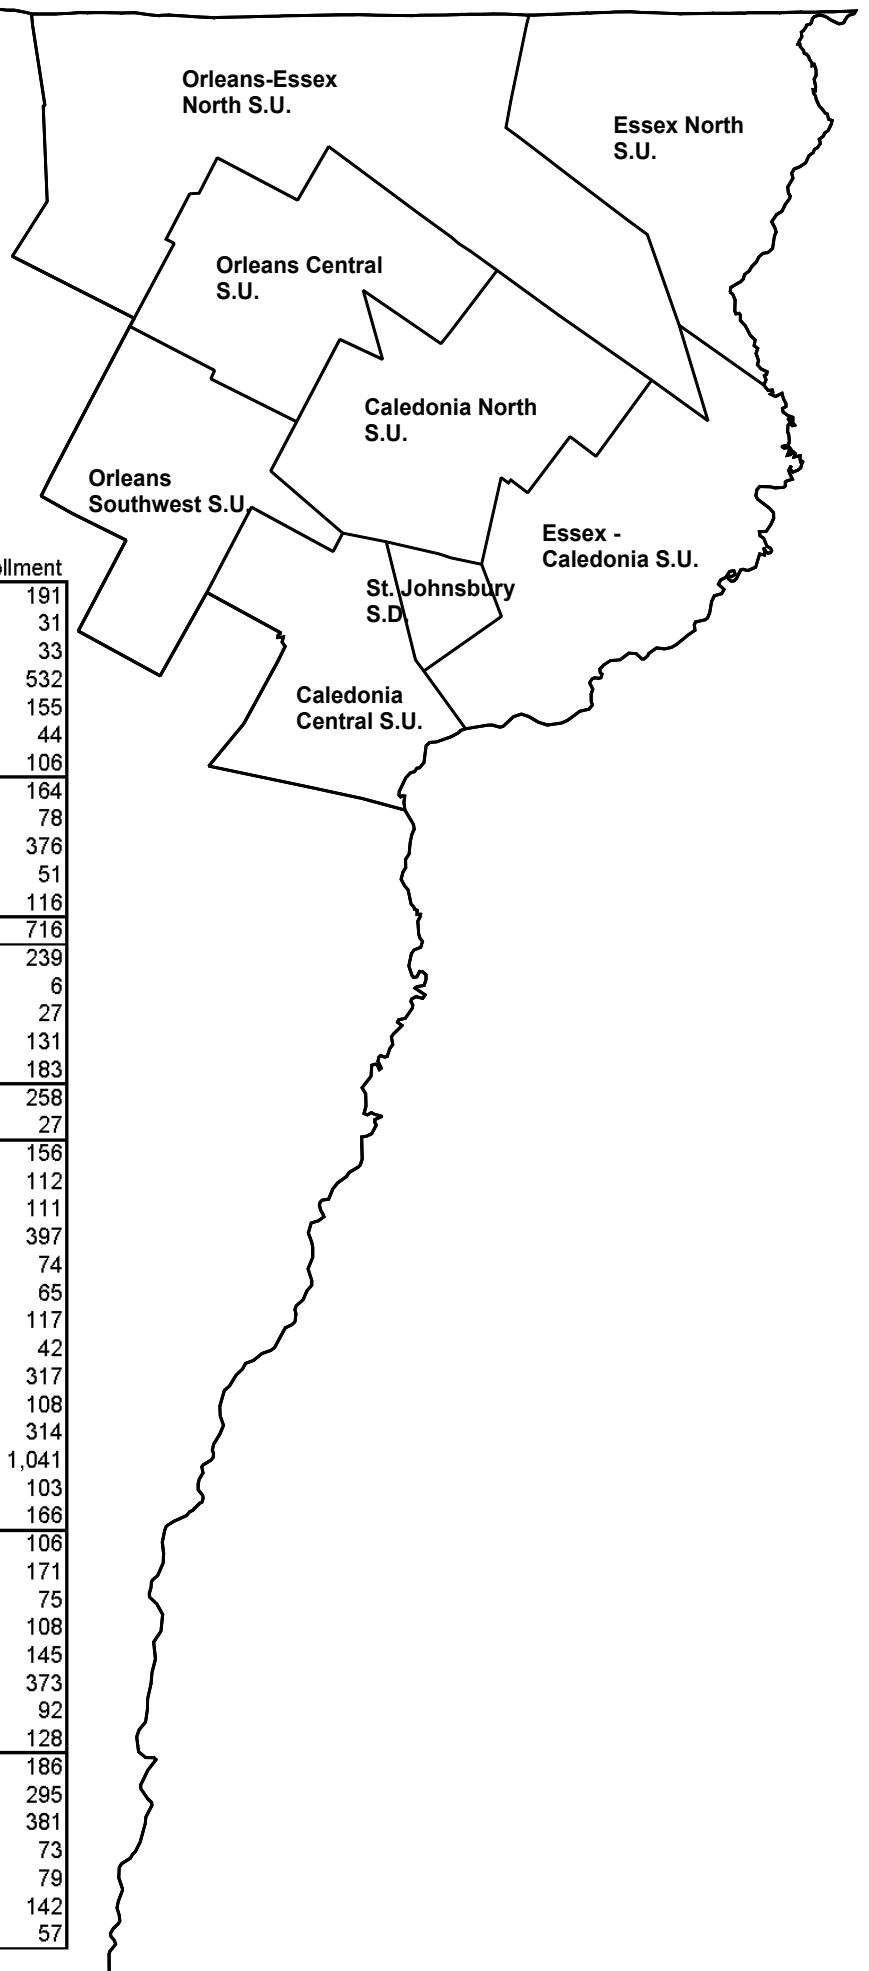 Orleans-Essex
North S.U.
Essex North
S.U.
Orleans Central
S.U.
Caledonia North
S.U.
Orleans
Southwest S.U.
Essex -
Caledonia S.U.
St. Johnsbury
S.D.
Caledonia
Central S.U.
llment
191
31
33
532
155
44
106
164
78
376
51
116
716
239
6
27
131
183
258
27
156
112
111
397
74
65
117
42
317
108
314
1,041
103
166
106
171
75
108
145
373
92
128
186
295
381
73
79
142
57